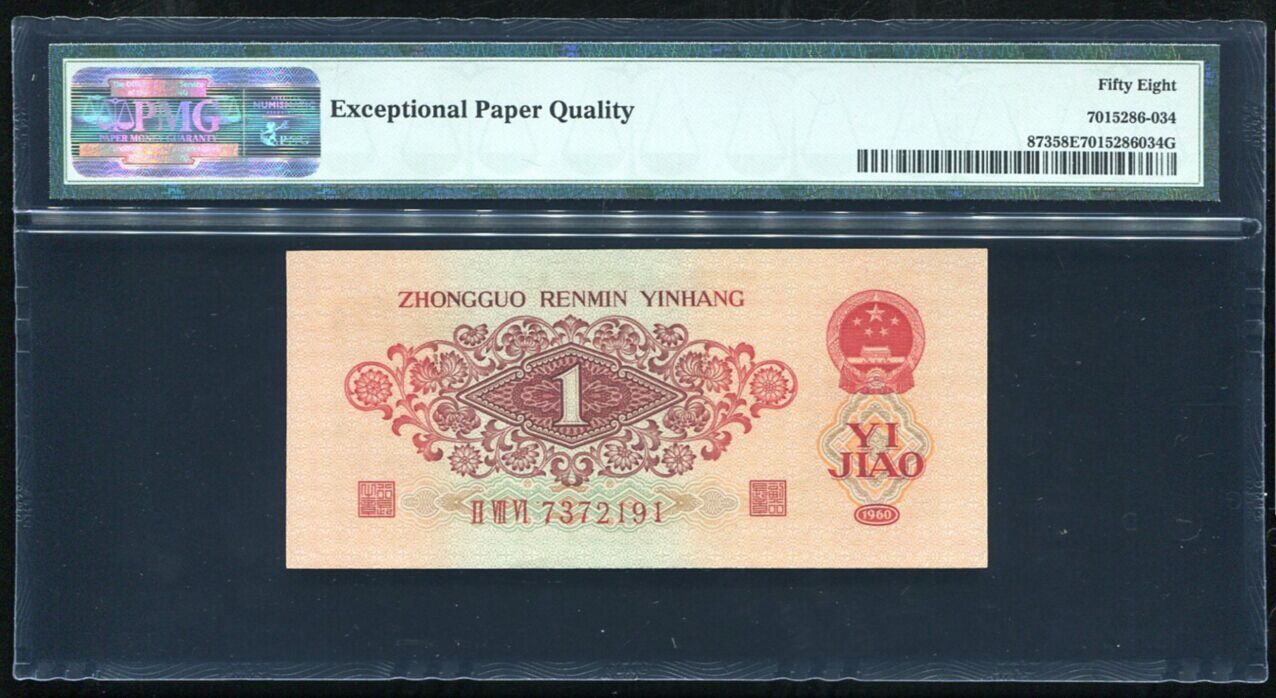 PMG
PAPER MONEY GUARANTY
Exceptional Paper Quality
Fifty Eight
7015286-034
87358E7015286034G
ZHONGGUO RENMIN YINHANG
1
YI
JIAO
II VII VI 7372191
1960